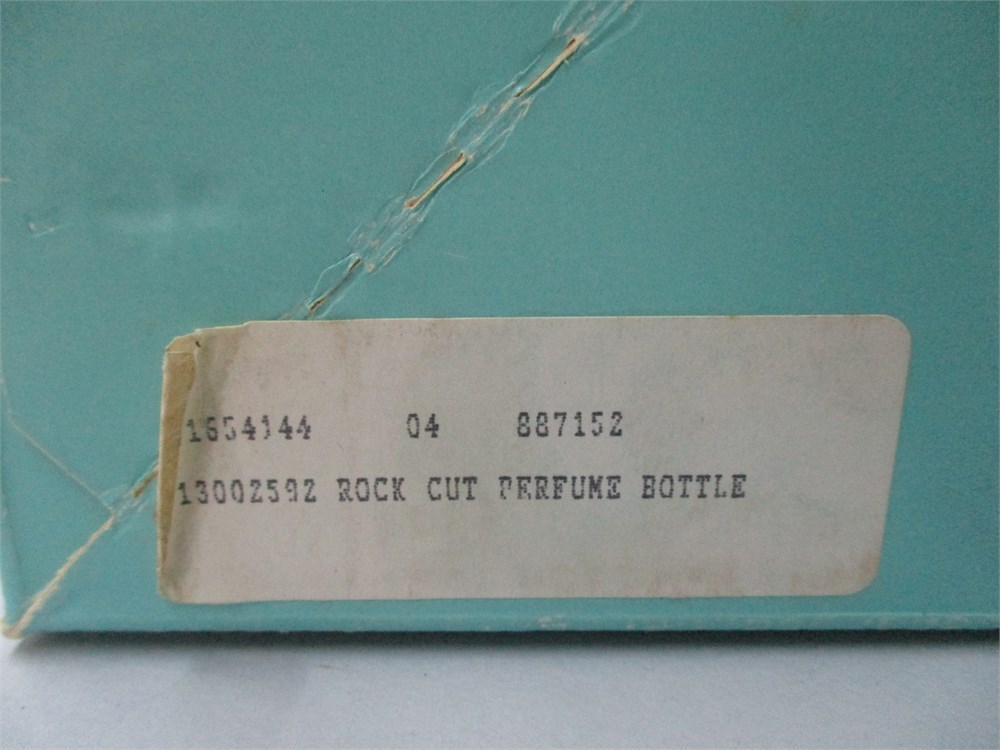 1654144 04 887152
13002592 ROCK CUT PERFUME BOTTLE